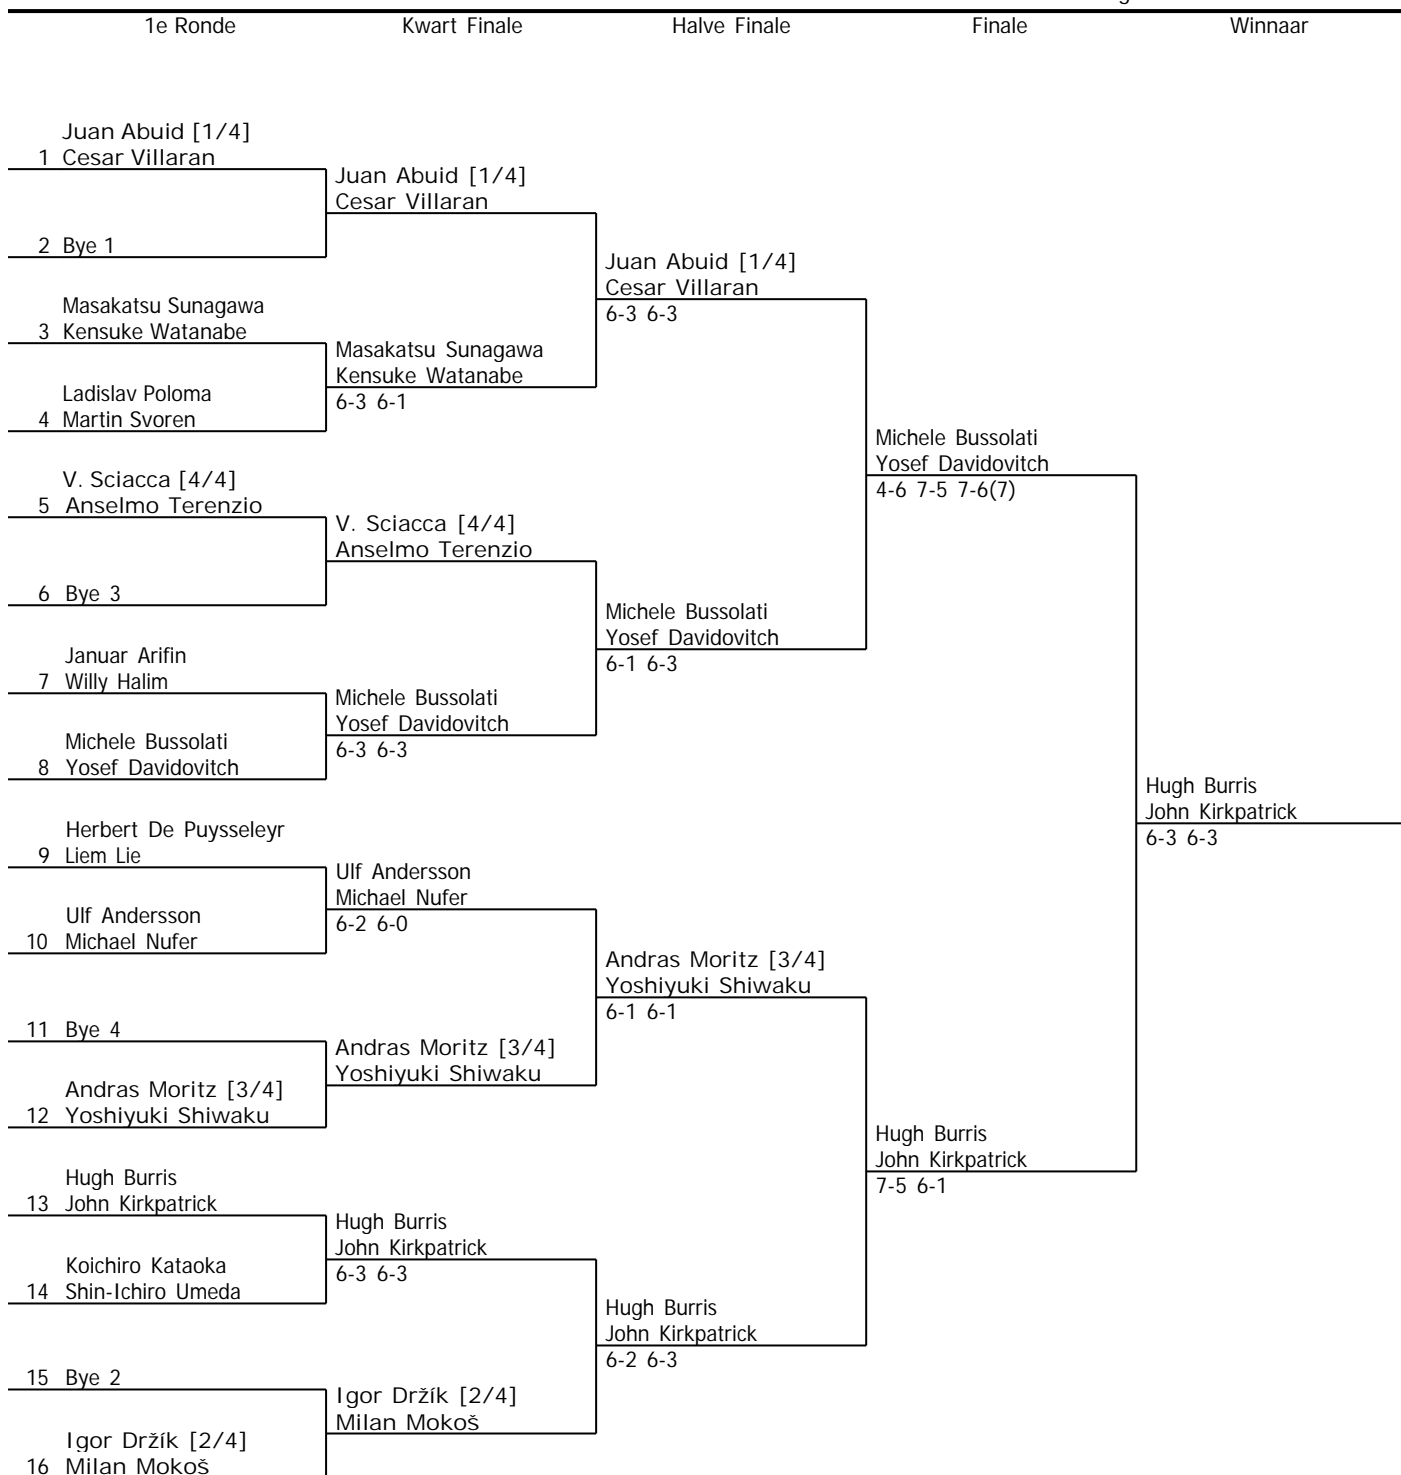 1e Ronde Kwart Finale Halve Finale Finale Winnaar
Juan Abuid [1/4]
1 Cesar Villaran
Juan Abuid [1/4]
Cesar Villaran
2 Bye 1
Juan Abuid [1/4]
Cesar Villaran
6-3 6-3
Masakatsu Sunagawa
3 Kensuke Watanabe
Masakatsu Sunagawa
Kensuke Watanabe
6-3 6-1
Ladislav Poloma
4 Martin Svoren
Michele Bussolati
Yosef Davidovitch
4-6 7-5 7-6(7)
V. Sciacca [4/4]
5 Anselmo Terenzio
V. Sciacca [4/4]
Anselmo Terenzio
6 Bye 3
Michele Bussolati
Yosef Davidovitch
6-1 6-3
Januar Arifin
7 Willy Halim
Michele Bussolati
Yosef Davidovitch
6-3 6-3
Michele Bussolati
8 Yosef Davidovitch
Hugh Burris
John Kirkpatrick
6-3 6-3
Herbert De Puysseleyr
9 Liem Lie
Ulf Andersson
Michael Nufer
6-2 6-0
Ulf Andersson
10 Michael Nufer
Andras Moritz [3/4]
Yoshiyuki Shiwaku
6-1 6-1
11 Bye 4
Andras Moritz [3/4]
Yoshiyuki Shiwaku
Andras Moritz [3/4]
12 Yoshiyuki Shiwaku
Hugh Burris
John Kirkpatrick
7-5 6-1
Hugh Burris
13 John Kirkpatrick
Hugh Burris
John Kirkpatrick
6-3 6-3
Koichiro Kataoka
14 Shin-Ichiro Umeda
Hugh Burris
John Kirkpatrick
6-2 6-3
15 Bye 2
Igor Držík [2/4]
Milan Mokoš
Igor Držík [2/4]
16 Milan Mokoš